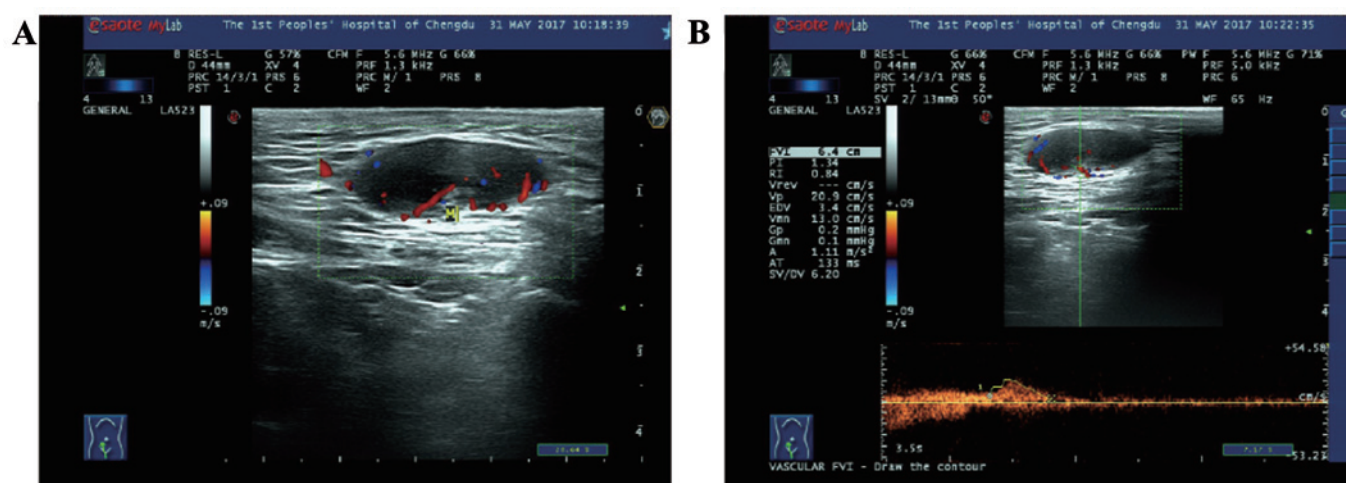 A
esaote MyLab The 1st Peoples' Hospital of Chengdu 31 MAY 2017 10:18:39
B RES-L G 57% CFM F 5.6 MHz G 66%
D 44mm XV 4 PRF 1.3 kHz
PRC 14/3/1 PRS 6 PRC M/ 1 PRS 8
PST 1 C 2 WF 2
4 13
GENERAL LA523
0
+.09
1
2
-.09
m/s
3
4
B
esaote MyLab The 1st Peoples' Hospital of Chengdu 31 MAY 2017 10:22:35
B RES-L G 66% CFM F 5.6 MHz G 66% PW F 5.6 MHz G 71%
D 44mm XV 4 PRF 1.3 kHz PRF 5.0 kHz
PRC 14/3/1 PRS 6 PRC M/ 1 PRS 8 PRC 6
PST 1 C 2 WF 2
4 13 SV 2/ 13mm θ 50° WF 65 Hz
GENERAL LA523
0
FVI 6.4 cm
PI 1.34
RI 0.84
Vrev --- cm/s
Vp 20.9 cm/s
EDV 3.4 cm/s
Vmn 13.0 cm/s
Gp 0.2 mmHg
Gmn 0.1 mmHg
A 1.11 m/s²
AT 133 ms
SV/DV 6.20
1
+.09
2
3
-.09
m/s
4
+54.58
cm/s
3.5s
-53.21
VASCULAR FVI - Draw the contour